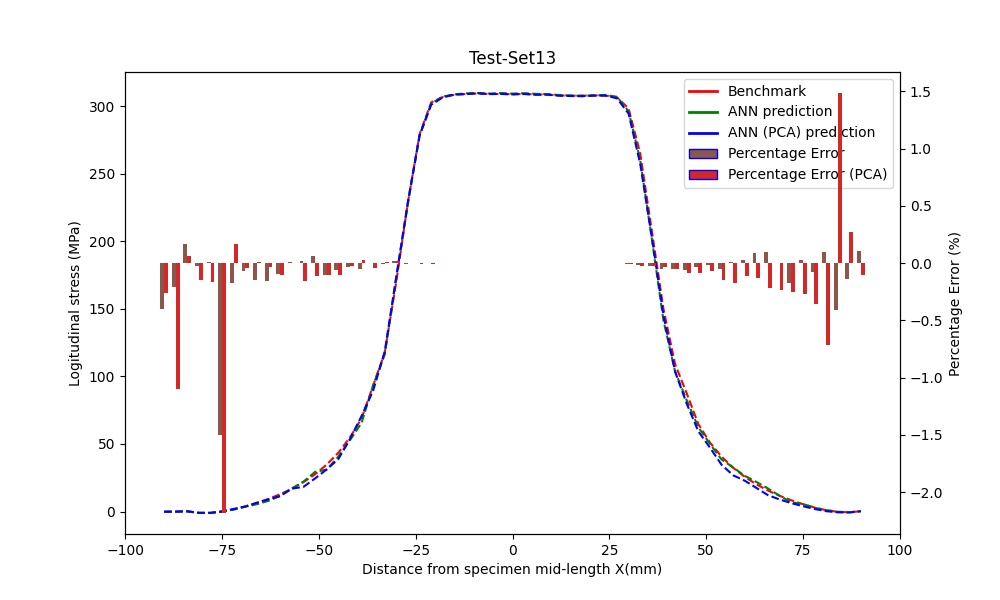 Test-Set13
Benchmark
ANN prediction
ANN (PCA) prediction
Percentage Error
Percentage Error (PCA)
300
250
200
150
100
50
0
Logitudinal stress (MPa)
1.5
1.0
0.5
0.0
−0.5
−1.0
−1.5
−2.0
Percentage Error (%)
−100 −75 −50 −25 0 25 50 75 100
Distance from specimen mid-length X(mm)